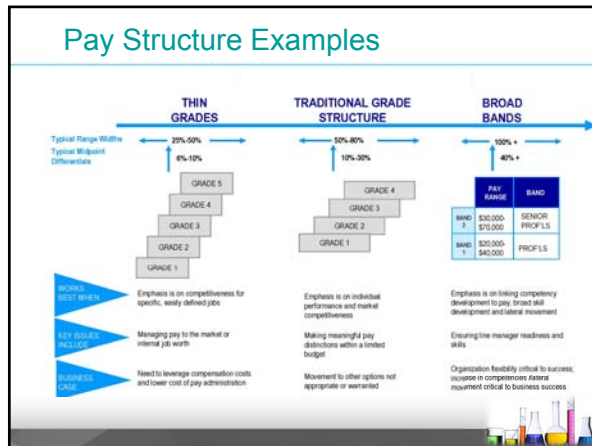 Pay Structure Examples
THIN
GRADES
TRADITIONAL GRADE
STRUCTURE
BROAD
BANDS
Typical Range Widths
25%-50%
50%-80%
100% +
Typical Midpoint
Differentials
6%-10%
10%-30%
40% +
GRADE 5
GRADE 4
GRADE 3
GRADE 2
GRADE 1
GRADE 4
GRADE 3
GRADE 2
GRADE 1
PAY
RANGE
BAND
BAND
2
$30,000-
$70,000
SENIOR
PROF'LS
BAND
1
$20,000-
$40,000
PROF'LS
WORKS
BEST WHEN
Emphasis is on competitiveness for
specific, easily defined jobs
Emphasis is on individual
performance and market
competitiveness
Emphasis is on linking competency
development to pay, broad skill
development and lateral movement
KEY ISSUES
INCLUDE
Managing pay to the market or
internal job worth
Making meaningful pay
distinctions within a limited
budget
Ensuring line manager readiness and
skills
BUSINESS
CASE
Need to leverage compensation costs
and lower cost of pay administration
Movement to other options not
appropriate or warranted
Organization flexibility critical to success;
increase in competencies /lateral
movement critical to business success